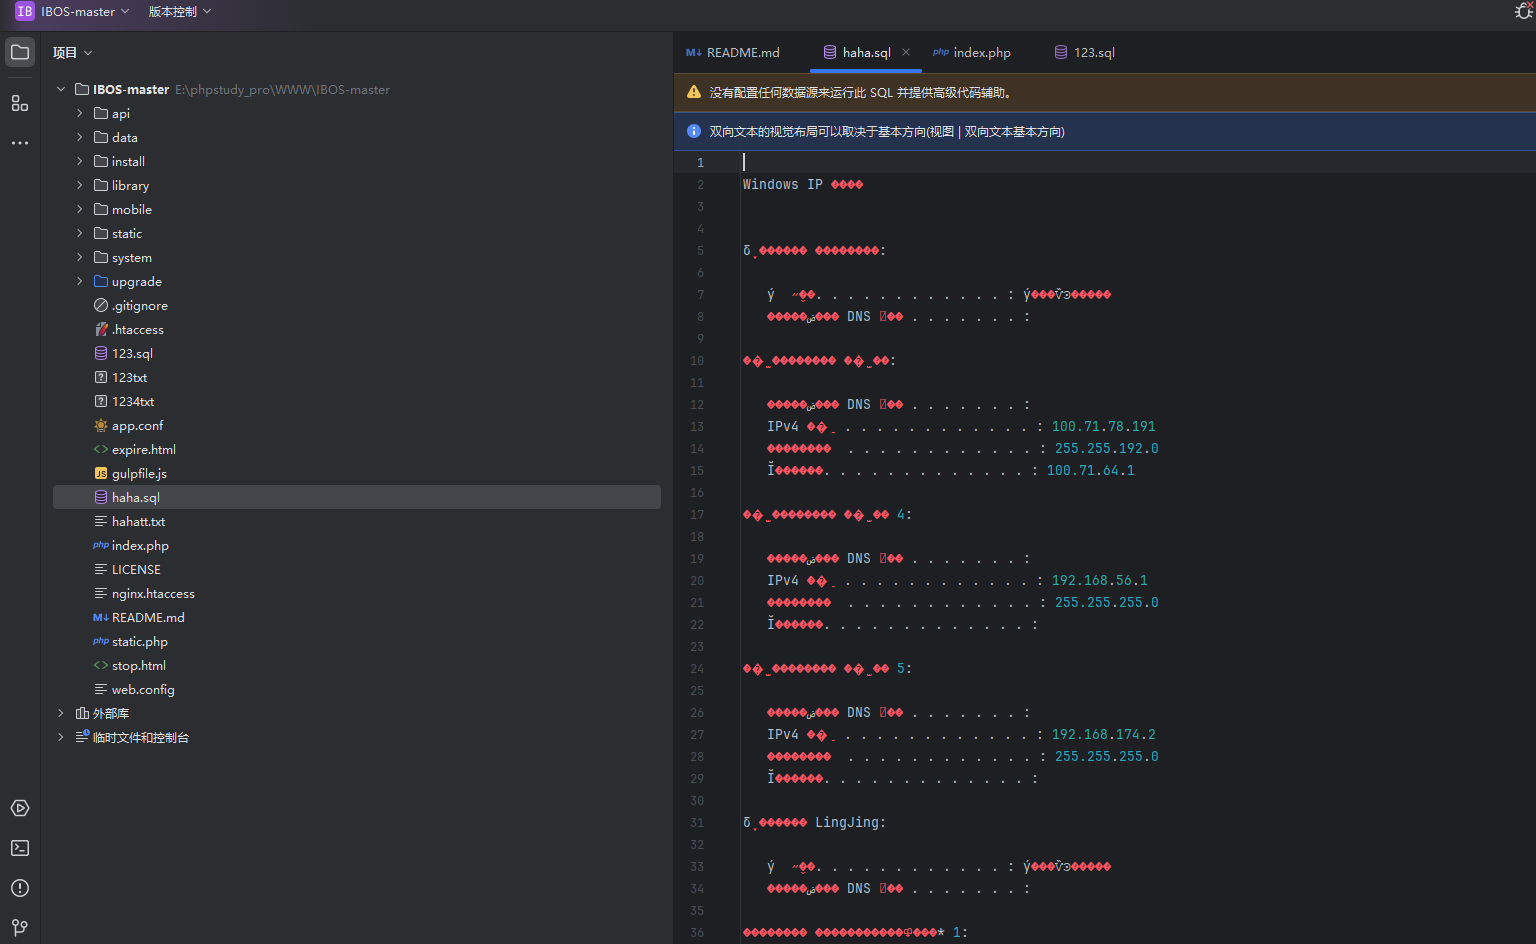 IB IBOS-master 版本控制
项目
IBOS-master E:\phpstudy_pro\WWW\IBOS-master
api
data
install
library
mobile
static
system
upgrade
.gitignore
.htaccess
123.sql
123txt
1234txt
app.conf
expire.html
gulpfile.js
haha.sql
hahatt.txt
index.php
LICENSE
nginx.htaccess
README.md
static.php
stop.html
web.config
外部库
临时文件和控制台
README.md haha.sql index.php 123.sql
没有配置任何数据源来运行此 SQL 并提供高级代码辅助。
双向文本的视觉布局可以取决于基本方向(视图 | 双向文本基本方向)
1
2 Windows IP
3
4
5
6
7 . . . . . . . . . . . . :
8 DNS . . . . . . . :
9
10
11
12 DNS . . . . . . . :
13 IPv4 . . . . . . . . . . . . : 100.71.78.191
14 . . . . . . . . . . . . : 255.255.192.0
15 . . . . . . . . . . . . . : 100.71.64.1
16
17 4:
18
19 DNS . . . . . . . :
20 IPv4 . . . . . . . . . . . . : 192.168.56.1
21 . . . . . . . . . . . . : 255.255.255.0
22 . . . . . . . . . . . . . :
23
24 5:
25
26 DNS . . . . . . . :
27 IPv4 . . . . . . . . . . . . : 192.168.174.2
28 . . . . . . . . . . . . : 255.255.255.0
29 . . . . . . . . . . . . . :
30
31 LingJing:
32
33 . . . . . . . . . . . . :
34 DNS . . . . . . . :
35
36 * 1: